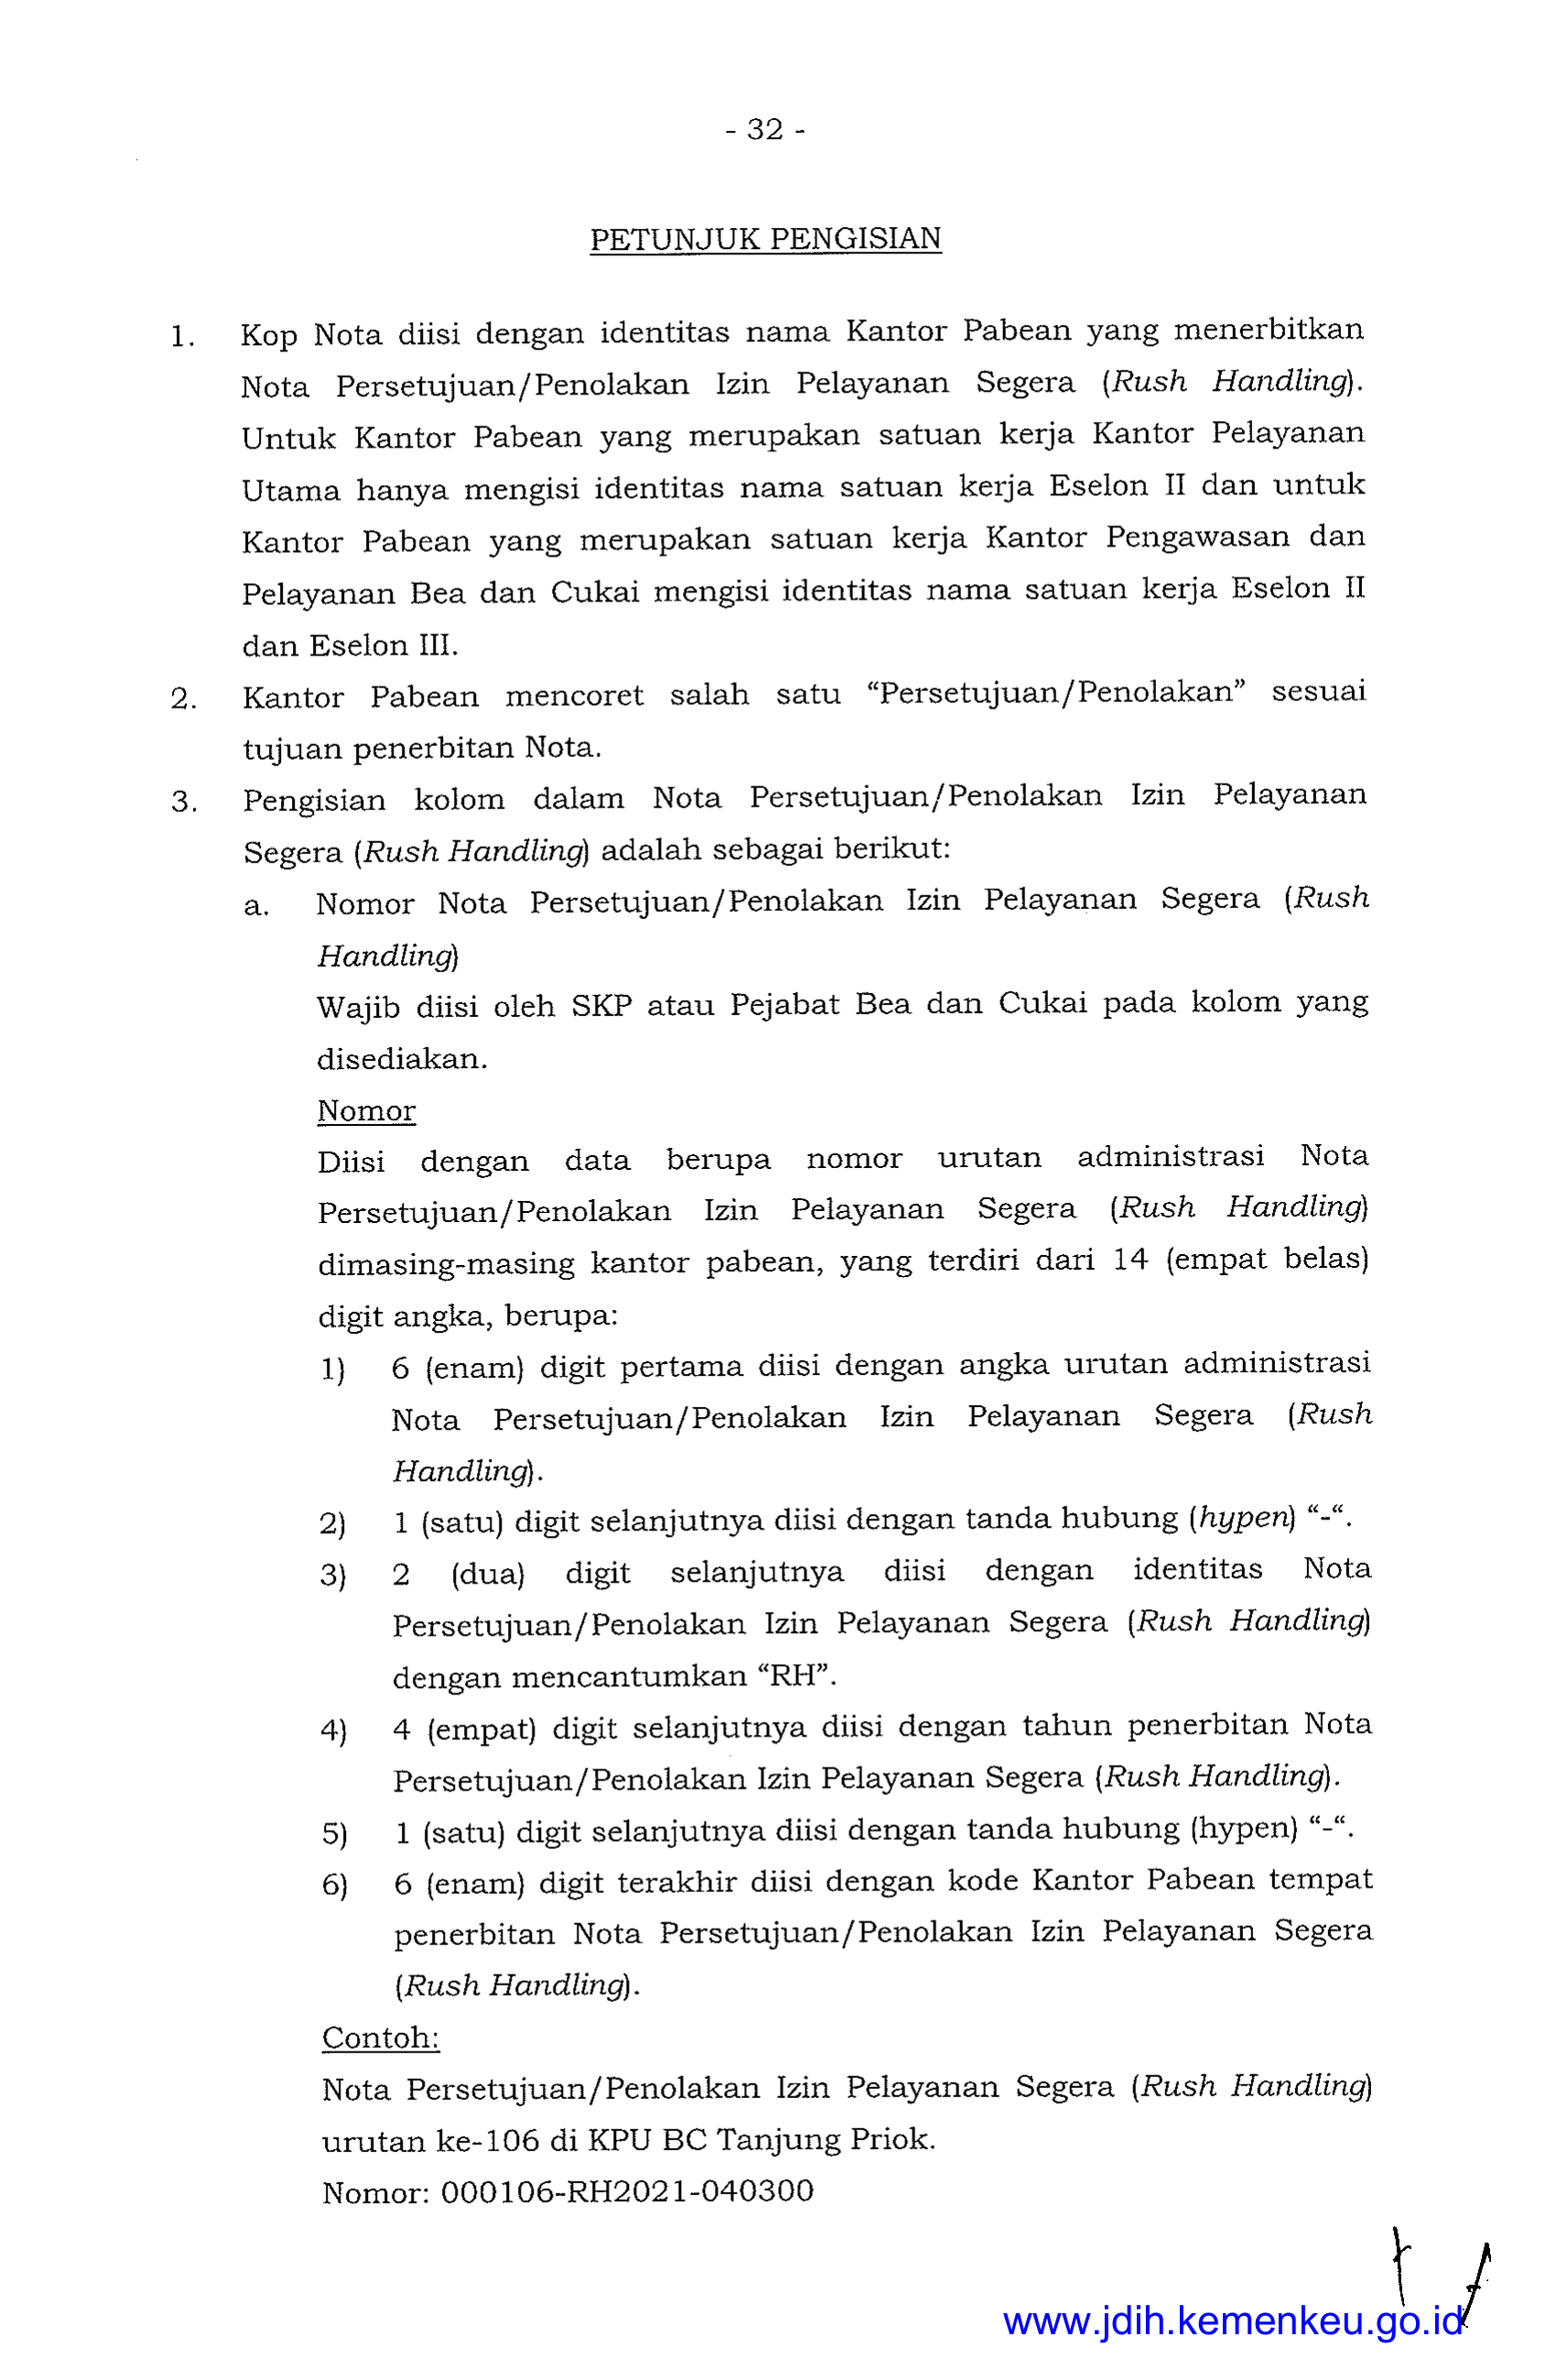 - 32 -
PETUNJUK PENGISIAN
1. Kop Nota diisi dengan identitas nama Kantor Pabean yang menerbitkan
Nota Persetujuan/Penolakan Izin Pelayanan Segera (Rush Handling).
Untuk Kantor Pabean yang merupakan satuan kerja Kantor Pelayanan
Utama hanya mengisi identitas nama satuan kerja Eselon II dan untuk
Kantor Pabean yang merupakan satuan kerja Kantor Pengawasan dan
Pelayanan Bea dan Cukai mengisi identitas nama satuan kerja Eselon II
dan Eselon III.
2. Kantor Pabean mencoret salah satu “Persetujuan/Penolakan” sesuai
tujuan penerbitan Nota.
3. Pengisian kolom dalam Nota Persetujuan/Penolakan Izin Pelayanan
Segera (Rush Handling) adalah sebagai berikut:
a. Nomor Nota Persetujuan/Penolakan Izin Pelayanan Segera (Rush
Handling)
Wajib diisi oleh SKP atau Pejabat Bea dan Cukai pada kolom yang
disediakan.
Nomor
Diisi dengan data berupa nomor urutan administrasi Nota
Persetujuan/Penolakan Izin Pelayanan Segera (Rush Handling)
dimasing-masing kantor pabean, yang terdiri dari 14 (empat belas)
digit angka, berupa:
1) 6 (enam) digit pertama diisi dengan angka urutan administrasi
Nota Persetujuan/Penolakan Izin Pelayanan Segera (Rush
Handling).
2) 1 (satu) digit selanjutnya diisi dengan tanda hubung (hypen) “-“.
3) 2 (dua) digit selanjutnya diisi dengan identitas Nota
Persetujuan/Penolakan Izin Pelayanan Segera (Rush Handling)
dengan mencantumkan “RH”.
4) 4 (empat) digit selanjutnya diisi dengan tahun penerbitan Nota
Persetujuan/Penolakan Izin Pelayanan Segera (Rush Handling).
5) 1 (satu) digit selanjutnya diisi dengan tanda hubung (hypen) “-“.
6) 6 (enam) digit terakhir diisi dengan kode Kantor Pabean tempat
penerbitan Nota Persetujuan/Penolakan Izin Pelayanan Segera
(Rush Handling).
Contoh:
Nota Persetujuan/Penolakan Izin Pelayanan Segera (Rush Handling)
urutan ke-106 di KPU BC Tanjung Priok.
Nomor: 000106-RH2021-040300
www.jdih.kemenkeu.go.id